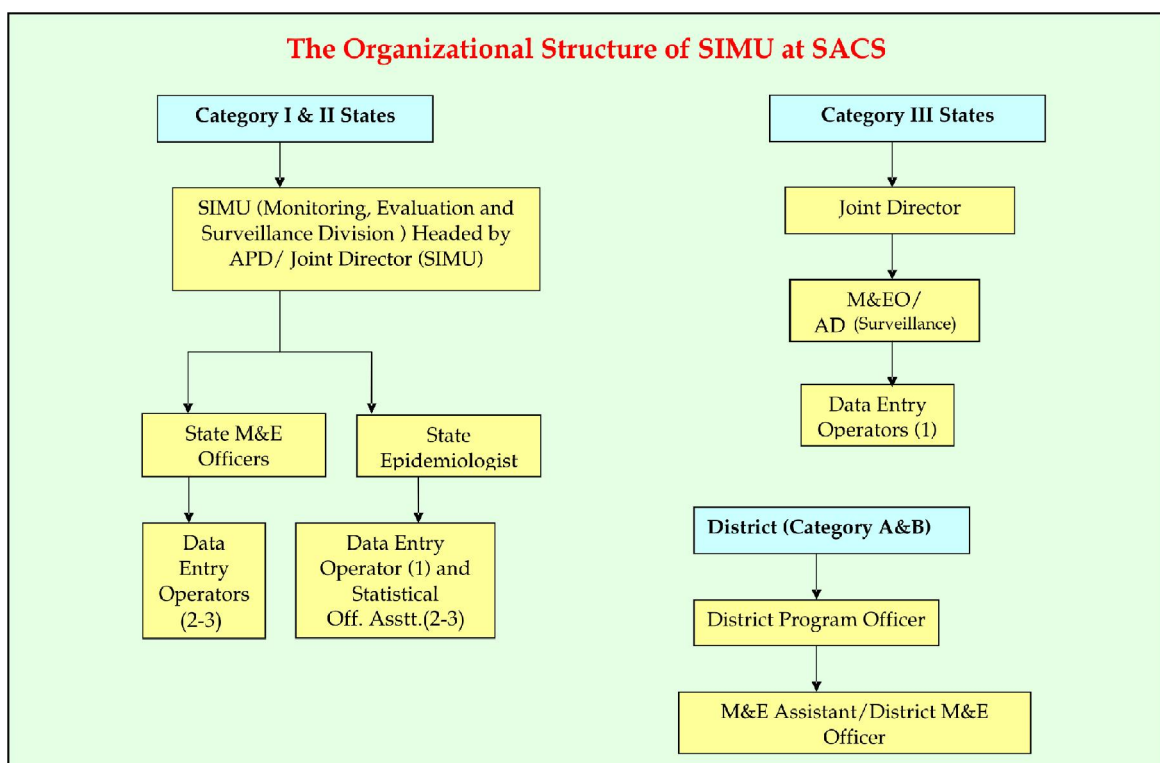 The Organizational Structure of SIMU at SACS
Category I & II States
SIMU (Monitoring, Evaluation and
Surveillance Division ) Headed by
APD/ Joint Director (SIMU)
State M&E
Officers
State
Epidemiologist
Data
Entry
Operators
(2-3)
Data Entry
Operator (1) and
Statistical
Off. Asstt.(2-3)
Category III States
Joint Director
M&EO/
AD (Surveillance)
Data Entry
Operators (1)
District (Category A&B)
District Program Officer
M&E Assistant/District M&E
Officer